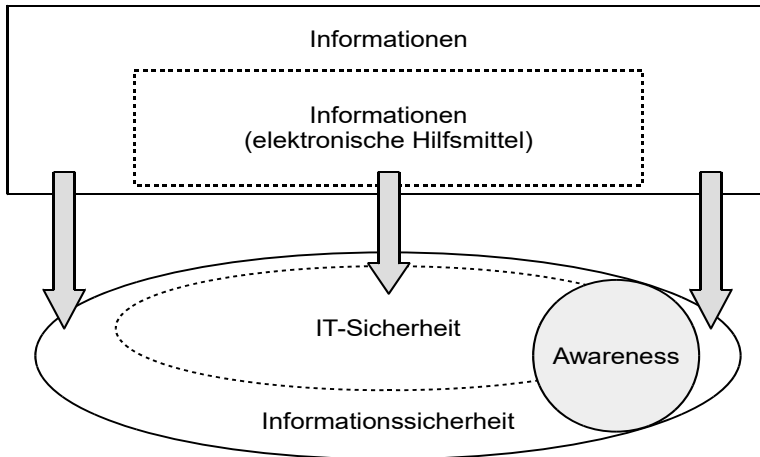 Informationen
Informationen
(elektronische Hilfsmittel)
IT-Sicherheit
Awareness
Informationssicherheit